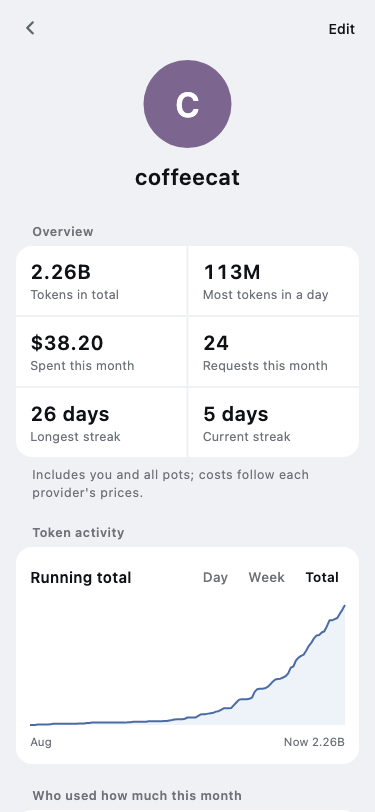 Edit
C
coffeecat
Overview
2.26B
Tokens in total
113M
Most tokens in a day
$38.20
Spent this month
24
Requests this month
26 days
Longest streak
5 days
Current streak
Includes you and all pots; costs follow each
provider's prices.
Token activity
Running total
Day
Week
Total
Aug
Now 2.26B
Who used how much this month